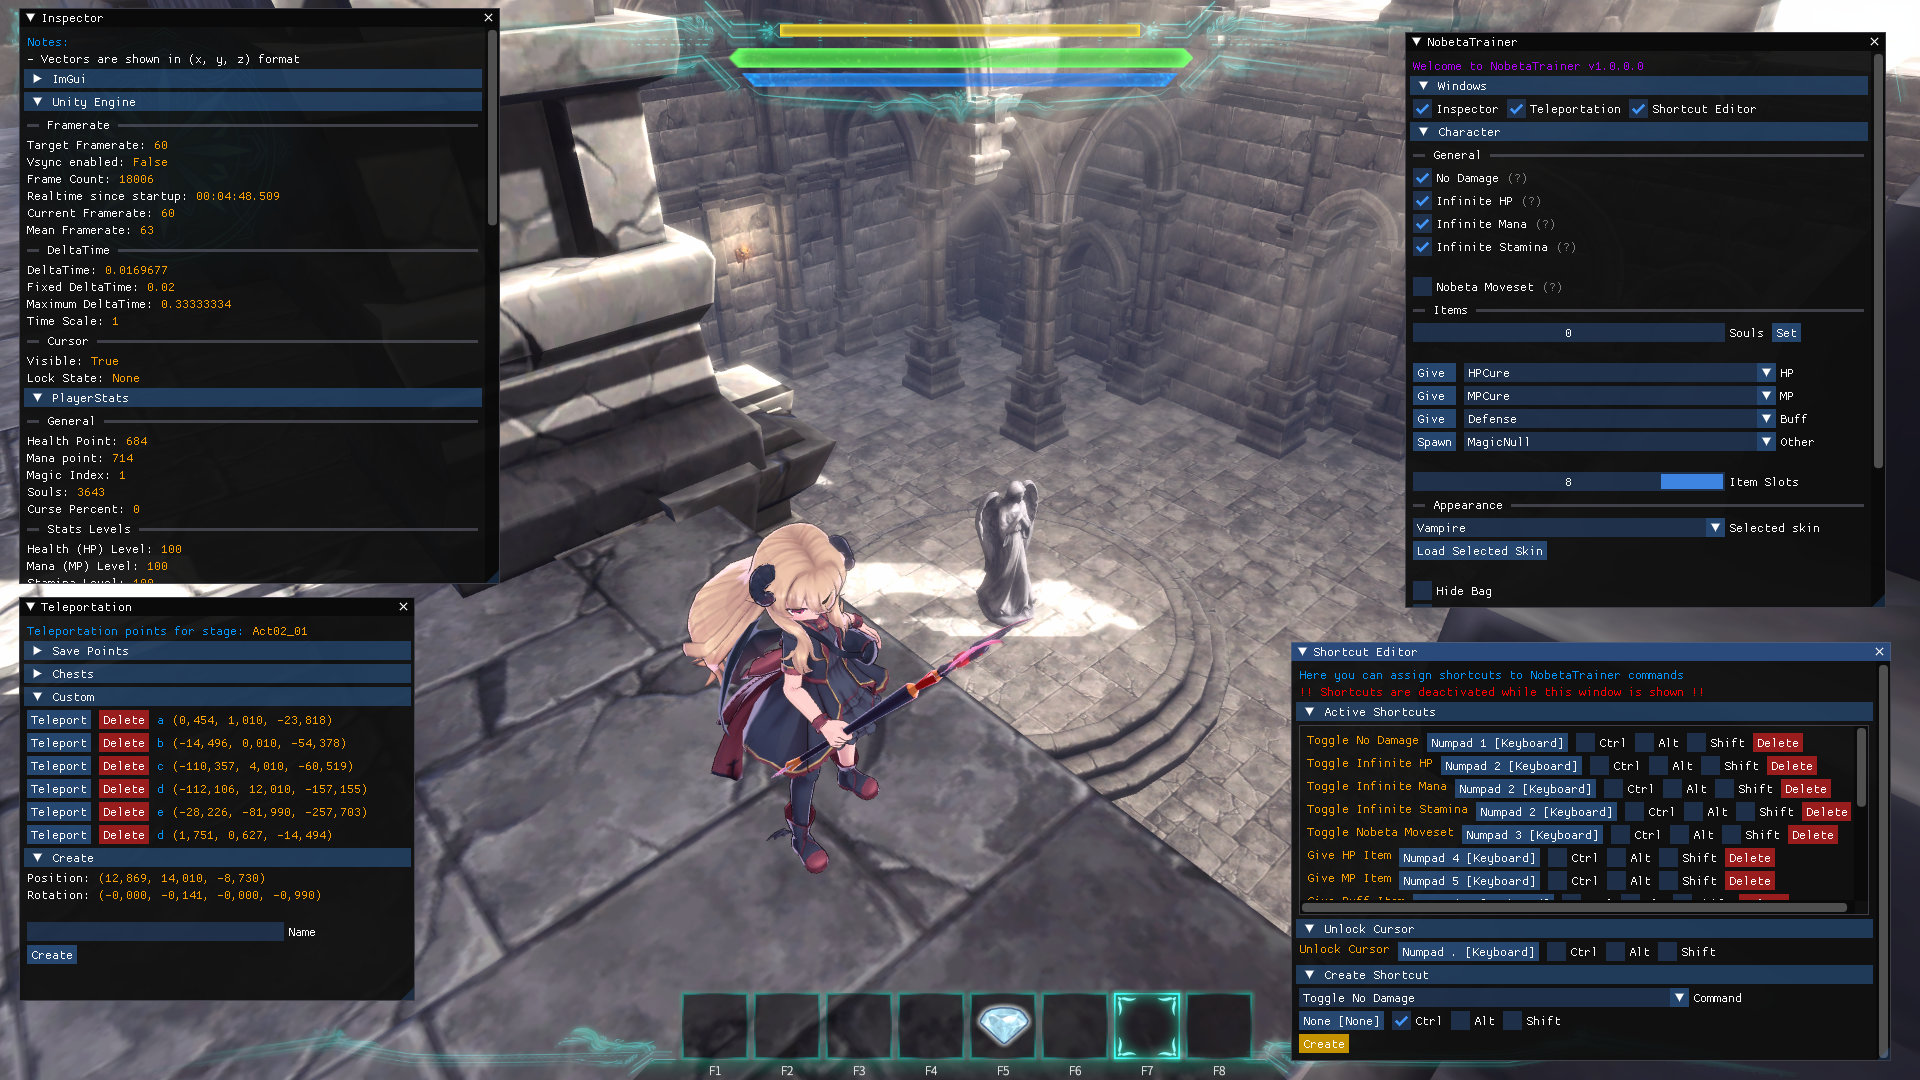 Inspector
Notes:
- Vectors are shown in (x, y, z) format
ImGui
Unity Engine
Framerate
Target Framerate: 60
Vsync enabled: False
Frame Count: 18006
Realtime since startup: 00:04:48.509
Current Framerate: 60
Mean Framerate: 63
DeltaTime
DeltaTime: 0.0169677
Fixed DeltaTime: 0.02
Maximum DeltaTime: 0.33333334
Time Scale: 1
Cursor
Visible: True
Lock State: None
PlayerStats
General
Health Point: 684
Mana point: 714
Magic Index: 1
Souls: 3643
Curse Percent: 0
Stats Levels
Health (HP) Level: 100
Mana (MP) Level: 100
Stamina Level: 100
Teleportation
Teleportation points for stage: Act02_01
Save Points
Chests
Custom
Teleport Delete a (0,454, 1,010, -23,818)
Teleport Delete b (-14,496, 0,010, -54,378)
Teleport Delete c (-110,357, 4,010, -60,519)
Teleport Delete d (-112,106, 12,010, -157,155)
Teleport Delete e (-28,226, -81,990, -257,703)
Teleport Delete d (1,751, 0,627, -14,494)
Create
Position: (12,869, 14,010, -8,730)
Rotation: (-0,000, -0,141, -0,000, -0,990)
Name
Create
NobetaTrainer
Welcome to NobetaTrainer v1.0.0.0
Windows
Inspector Teleportation Shortcut Editor
Character
General
No Damage (?)
Infinite HP (?)
Infinite Mana (?)
Infinite Stamina (?)
Nobeta Moveset (?)
Items
0 Souls Set
Give HPCure HP
Give MPCure MP
Give Defense Buff
Spawn MagicNull Other
8 Item Slots
Appearance
Vampire Selected skin
Load Selected Skin
Hide Bag
Shortcut Editor
Here you can assign shortcuts to NobetaTrainer commands
!! Shortcuts are deactivated while this window is shown !!
Active Shortcuts
Toggle No Damage Numpad 1 [Keyboard] Ctrl Alt Shift Delete
Toggle Infinite HP Numpad 2 [Keyboard] Ctrl Alt Shift Delete
Toggle Infinite Mana Numpad 2 [Keyboard] Ctrl Alt Shift Delete
Toggle Infinite Stamina Numpad 2 [Keyboard] Ctrl Alt Shift Delete
Toggle Nobeta Moveset Numpad 3 [Keyboard] Ctrl Alt Shift Delete
Give HP Item Numpad 4 [Keyboard] Ctrl Alt Shift Delete
Give MP Item Numpad 5 [Keyboard] Ctrl Alt Shift Delete
Give Buff Item
Unlock Cursor
Unlock Cursor Numpad . [Keyboard] Ctrl Alt Shift
Create Shortcut
Toggle No Damage Command
None [None] Ctrl Alt Shift
Create
F1 F2 F3 F4 F5 F6 F7 F8